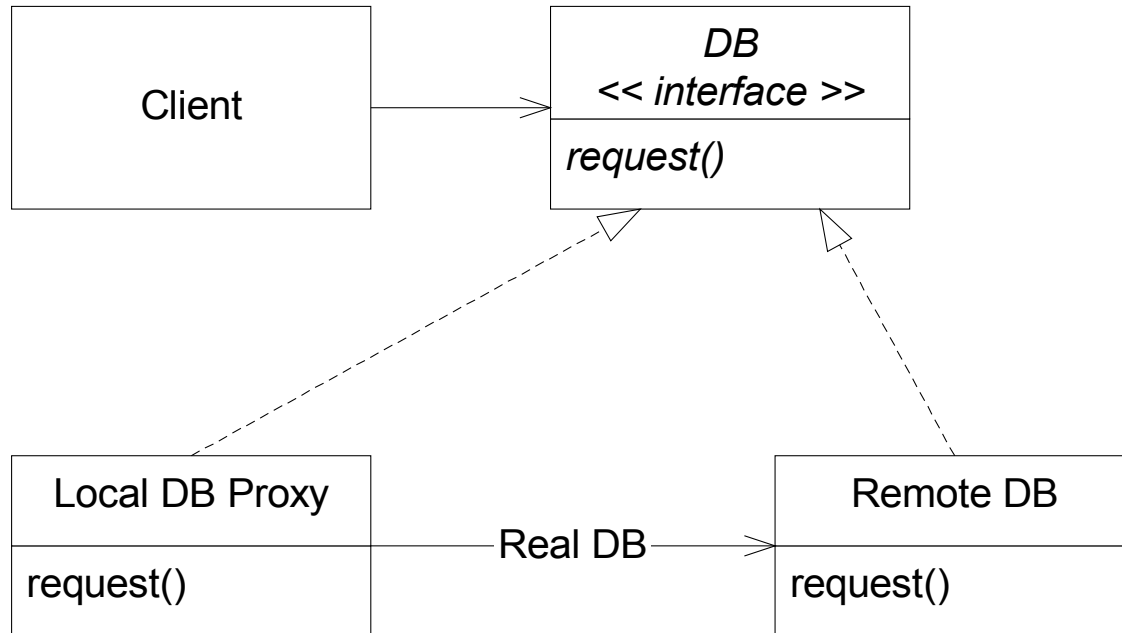 Client
DB
<< interface >>
request()
Local DB Proxy
request()
Real DB
Remote DB
request()